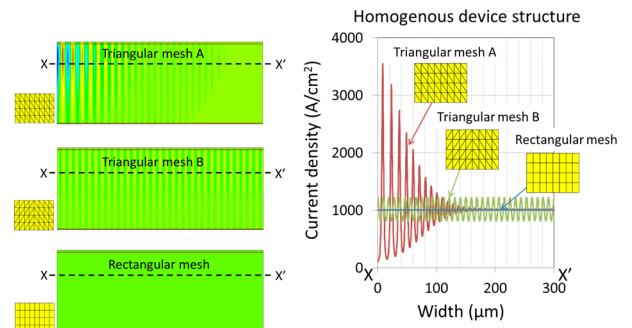 Triangular mesh A
X
X'
Triangular mesh B
X
X'
Rectangular mesh
X
X'
Homogenous device structure
Current density (A/cm²)
4000
3000
2000
1000
0
Triangular mesh A
Triangular mesh B
Rectangular mesh
X
X'
0
100
200
300
Width (μm)